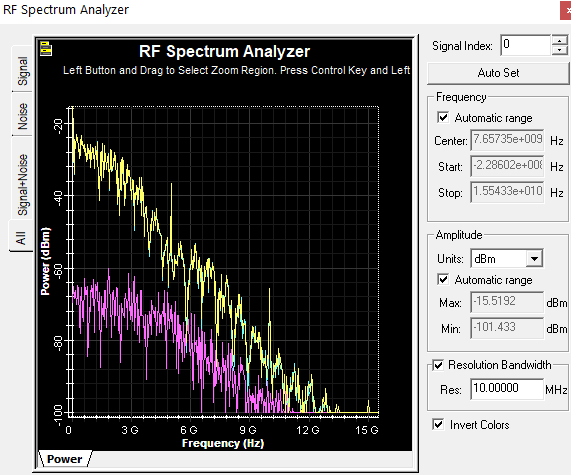 RF Spectrum Analyzer
RF Spectrum Analyzer
Left Button and Drag to Select Zoom Region. Press Control Key and Left
Signal
Noise
Signal+Noise
All
Power (dBm)
-20
-40
-60
-80
-100
0
3 G
6 G
9 G
12 G
15 G
Frequency (Hz)
Power
Signal Index: 0
Auto Set
Frequency
Automatic range
Center: 7.65735e+009 Hz
Start: -2.28602e+008 Hz
Stop: 1.55433e+010 Hz
Amplitude
Units: dBm
Automatic range
Max: -15.5192 dBm
Min: -101.433 dBm
Resolution Bandwidth
Res: 10.00000 MHz
Invert Colors